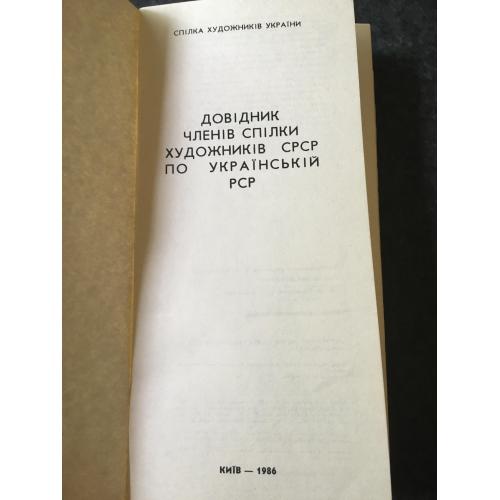 СПІЛКА ХУДОЖНИКІВ УКРАЇНИ
ДОВІДНИК
ЧЛЕНІВ СПІЛКИ
ХУДОЖНИКІВ СРСР
ПО УКРАЇНСЬКІЙ
РСР
КИЇВ — 1986